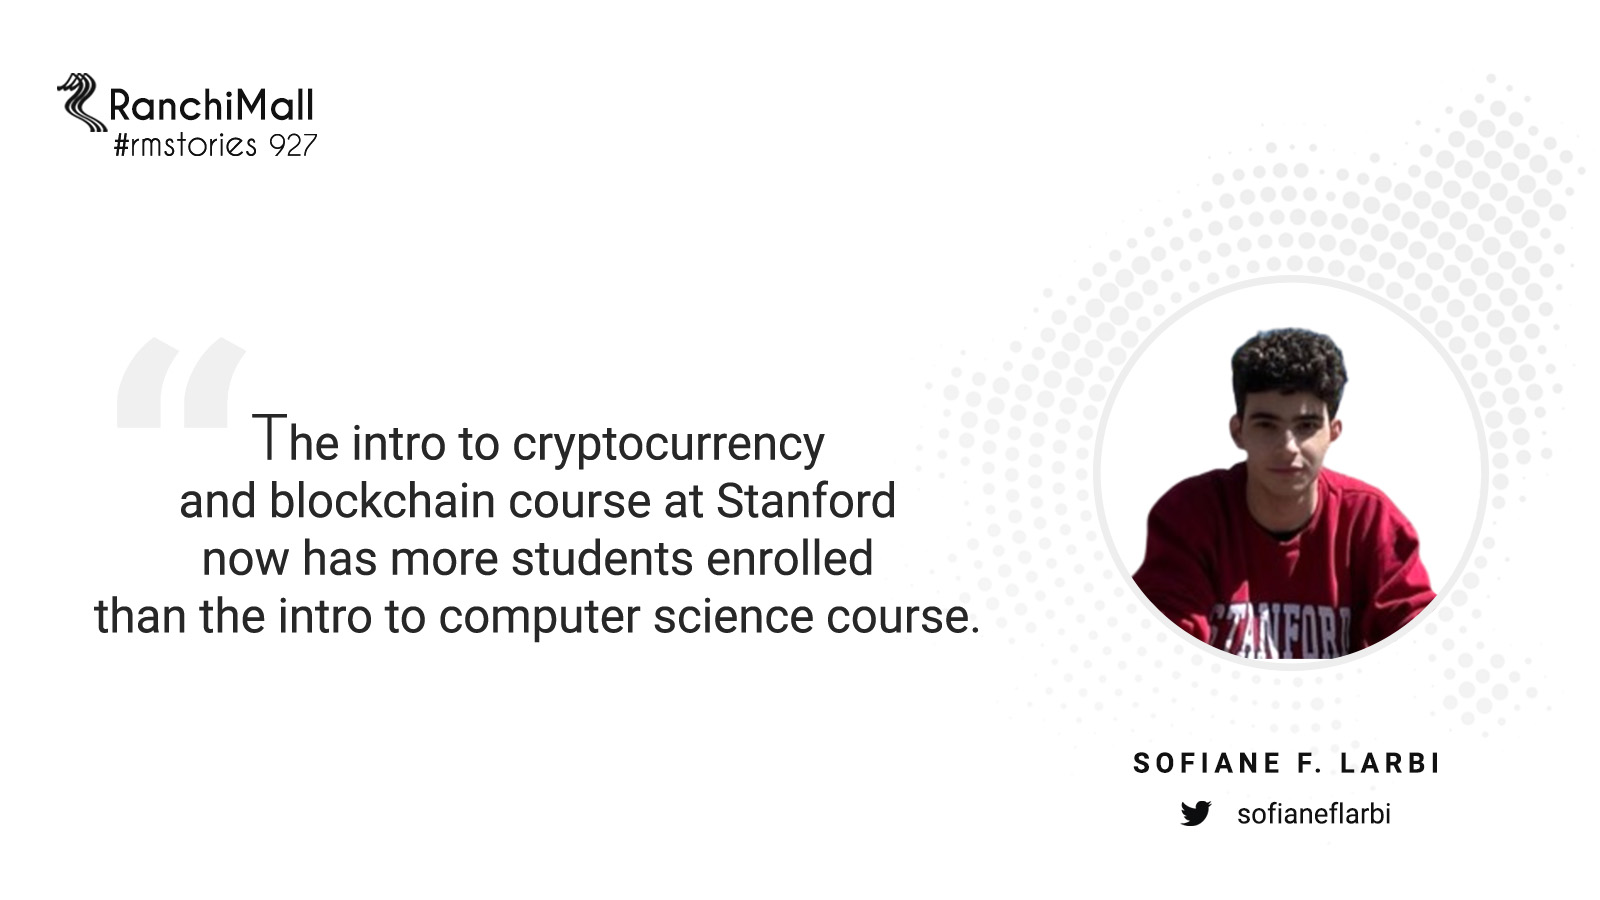 RanchiMall
#rmstories 927
“The intro to cryptocurrency
and blockchain course at Stanford
now has more students enrolled
than the intro to computer science course.
STANFORD
SOFIANE F. LARBI
sofianeflarbi